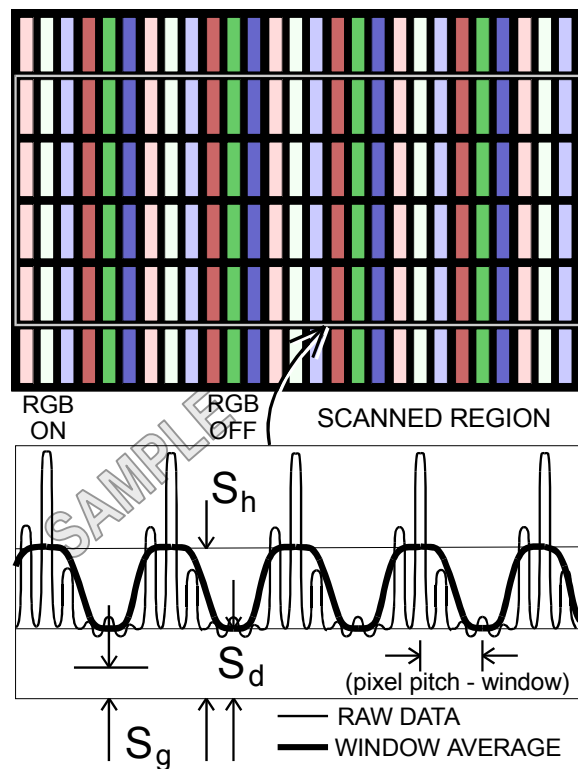 RGB
ON
RGB
OFF
SCANNED REGION
SAMPLE
Sh
Sd
(pixel pitch - window)
Sg
RAW DATA
WINDOW AVERAGE